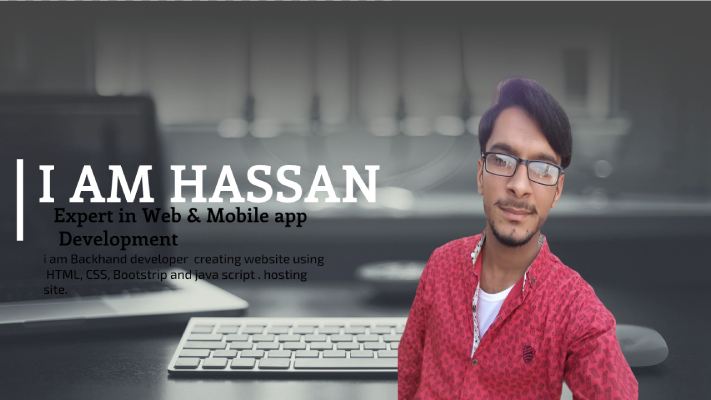 I AM HASSAN
Expert in Web & Mobile app
Development
i am Backhand developer creating website using
HTML, CSS, Bootstrip and java script . hosting
site.